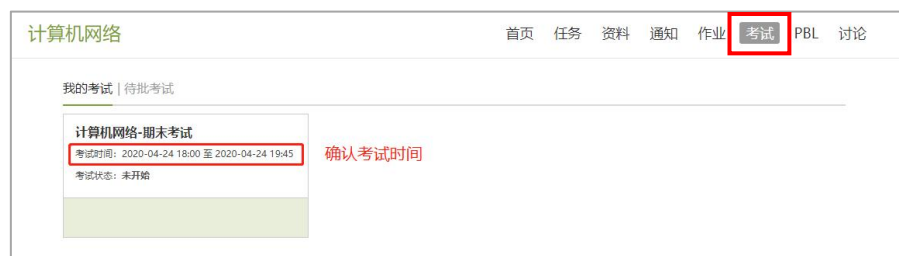 计算机网络 首页 任务 资料 通知 作业 考试 PBL 讨论
我的考试 | 待批考试
计算机网络-期末考试
考试时间：2020-04-24 18:00 至 2020-04-24 19:45 确认考试时间
考试状态：未开始